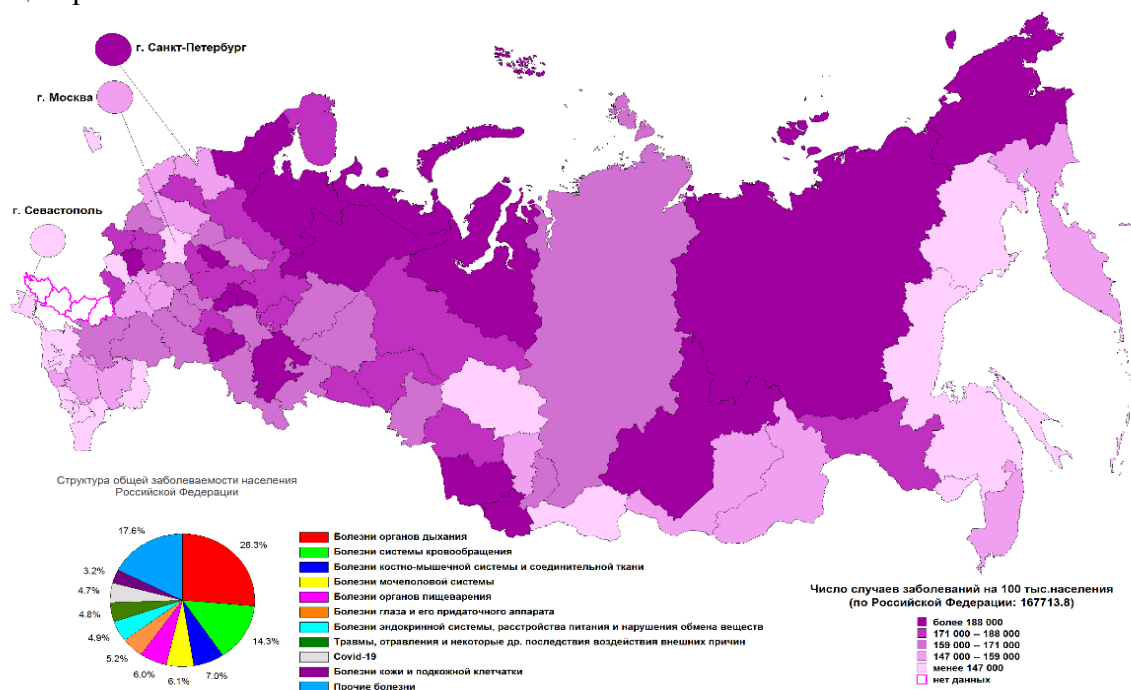 г. Санкт-Петербург
г. Москва
г. Севастополь
Структура общей заболеваемости населения
Российской Федерации
17.6%
26.3%
3.2%
4.7%
4.8%
4.9%
5.2%
6.0%
6.1%
7.0%
14.3%
Болезни органов дыхания
Болезни системы кровообращения
Болезни костно-мышечной системы и соединительной ткани
Болезни мочеполовой системы
Болезни органов пищеварения
Болезни глаза и его придаточного аппарата
Болезни эндокринной системы, расстройства питания и нарушения обмена веществ
Травмы, отравления и некоторые др. последствия воздействия внешних причин
Covid-19
Болезни кожи и подкожной клетчатки
Прочие болезни
Число случаев заболеваний на 100 тыс.населения
(по Российской Федерации: 167713.8)
более 188 000
171 000 – 188 000
159 000 – 171 000
147 000 – 159 000
менее 147 000
нет данных